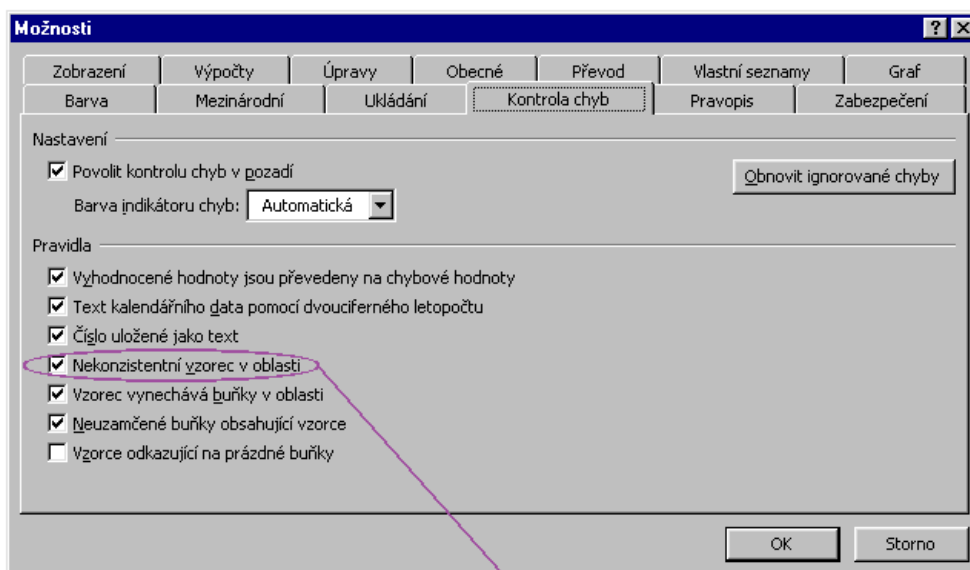 Možnosti
Zobrazení Výpočty Úpravy Obecné Převod Vlastní seznamy Graf
Barva Mezinárodní Ukládání Kontrola chyb Pravopis Zabezpečení
Nastavení
Povolit kontrolu chyb v pozadí
Obnovit ignorované chyby
Barva indikátoru chyb: Automatická
Pravidla
Vyhodnocené hodnoty jsou převedeny na chybové hodnoty
Text kalendářního data pomocí dvouciferného letopočtu
Číslo uložené jako text
Nekonzistentní vzorec v oblasti
Vzorec vynechává buňky v oblasti
Neuzamčené buňky obsahující vzorce
Vzorce odkazující na prázdné buňky
OK Storno